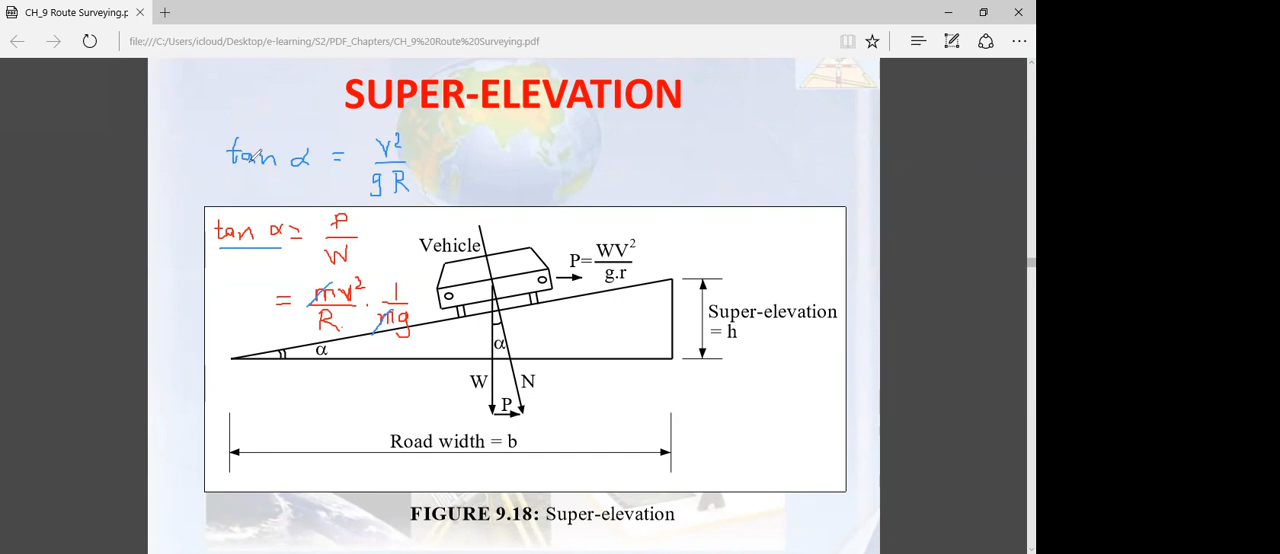 CH_9 Route Surveying.p
file:///C:/Users/icloud/Desktop/e-learning/S2/PDF_Chapters/CH_9%20Route%20Surveying.pdf
SUPER-ELEVATION
tan α = v²/gR
tan α = P/W
= mv²/R · 1/mg
Vehicle
P=WV²/g.r
Super-elevation
= h
α
α
W
N
P
Road width = b
FIGURE 9.18: Super-elevation